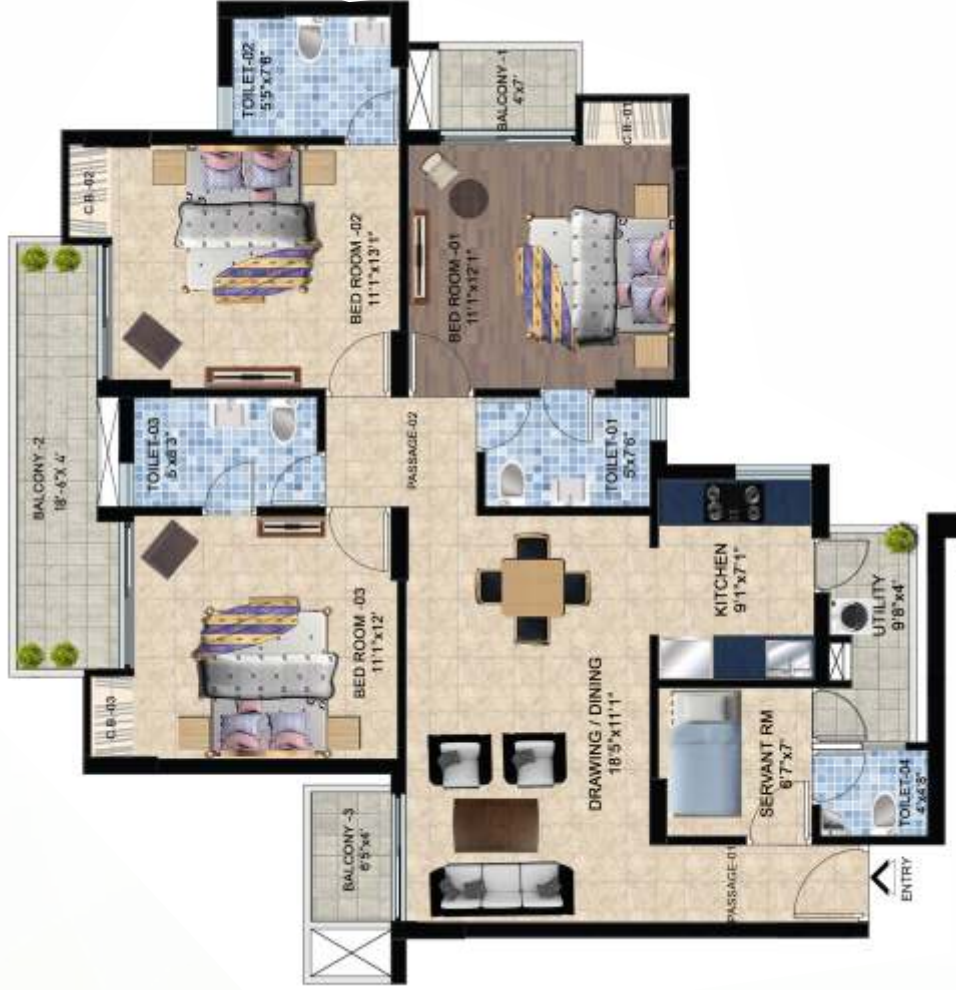 TOILET-02
5'5"x7'6"
BALCONY -1
4'x7'
C.B.-01
C.B.-02
BED ROOM -02
11'1"x13'1"
BED ROOM -01
11'1"x12'1"
BALCONY -2
18'-6"X 4'
TOILET-03
PASSAGE-02
TOILET-01
5'x7'6"
BED ROOM -03
11'1"x12'
C.B.-03
KITCHEN
9'1"x7'1"
UTILITY
9'8"x4'
DRAWING / DINING
18'5"x11'1"
SERVANT RM
6'7"x7'
TOILET-04
4'x4'8"
BALCONY -3
6'5"x4'
PASSAGE-01
ENTRY